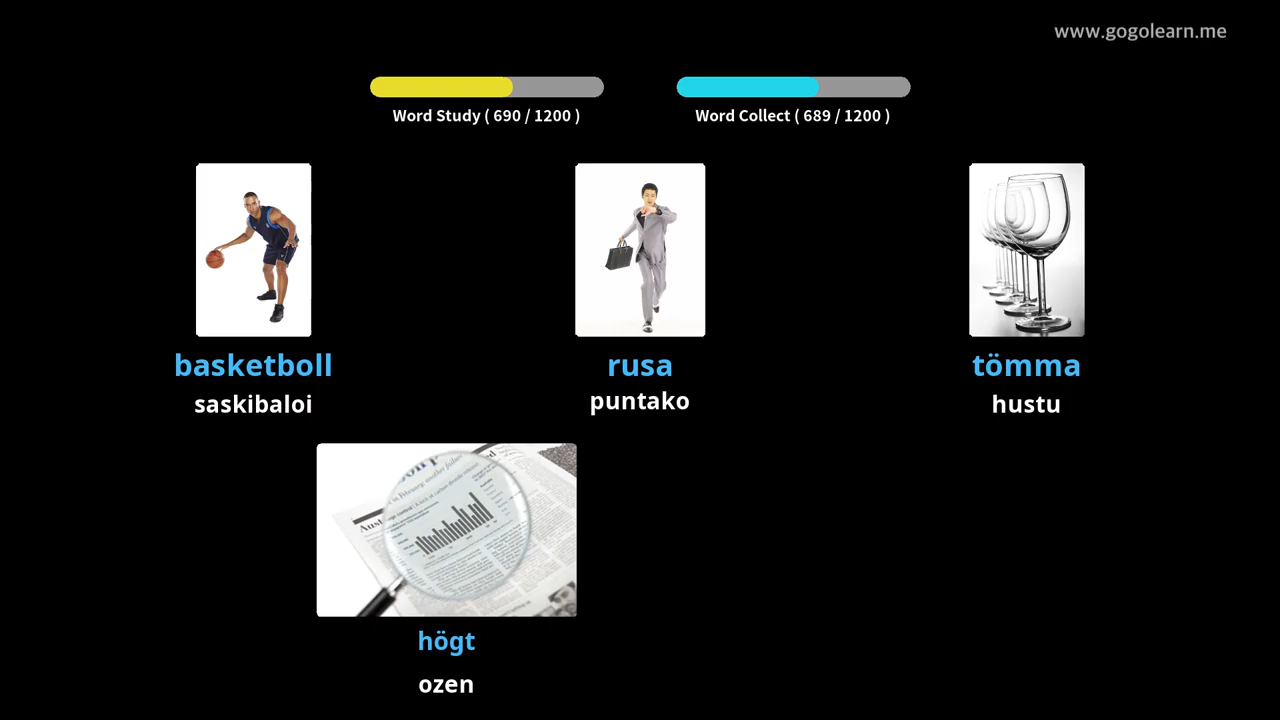 www.gogolearn.me
Word Study ( 690 / 1200 )
Word Collect ( 689 / 1200 )
basketboll
rusa
tömma
saskibaloi
puntako
hustu
högt
ozen